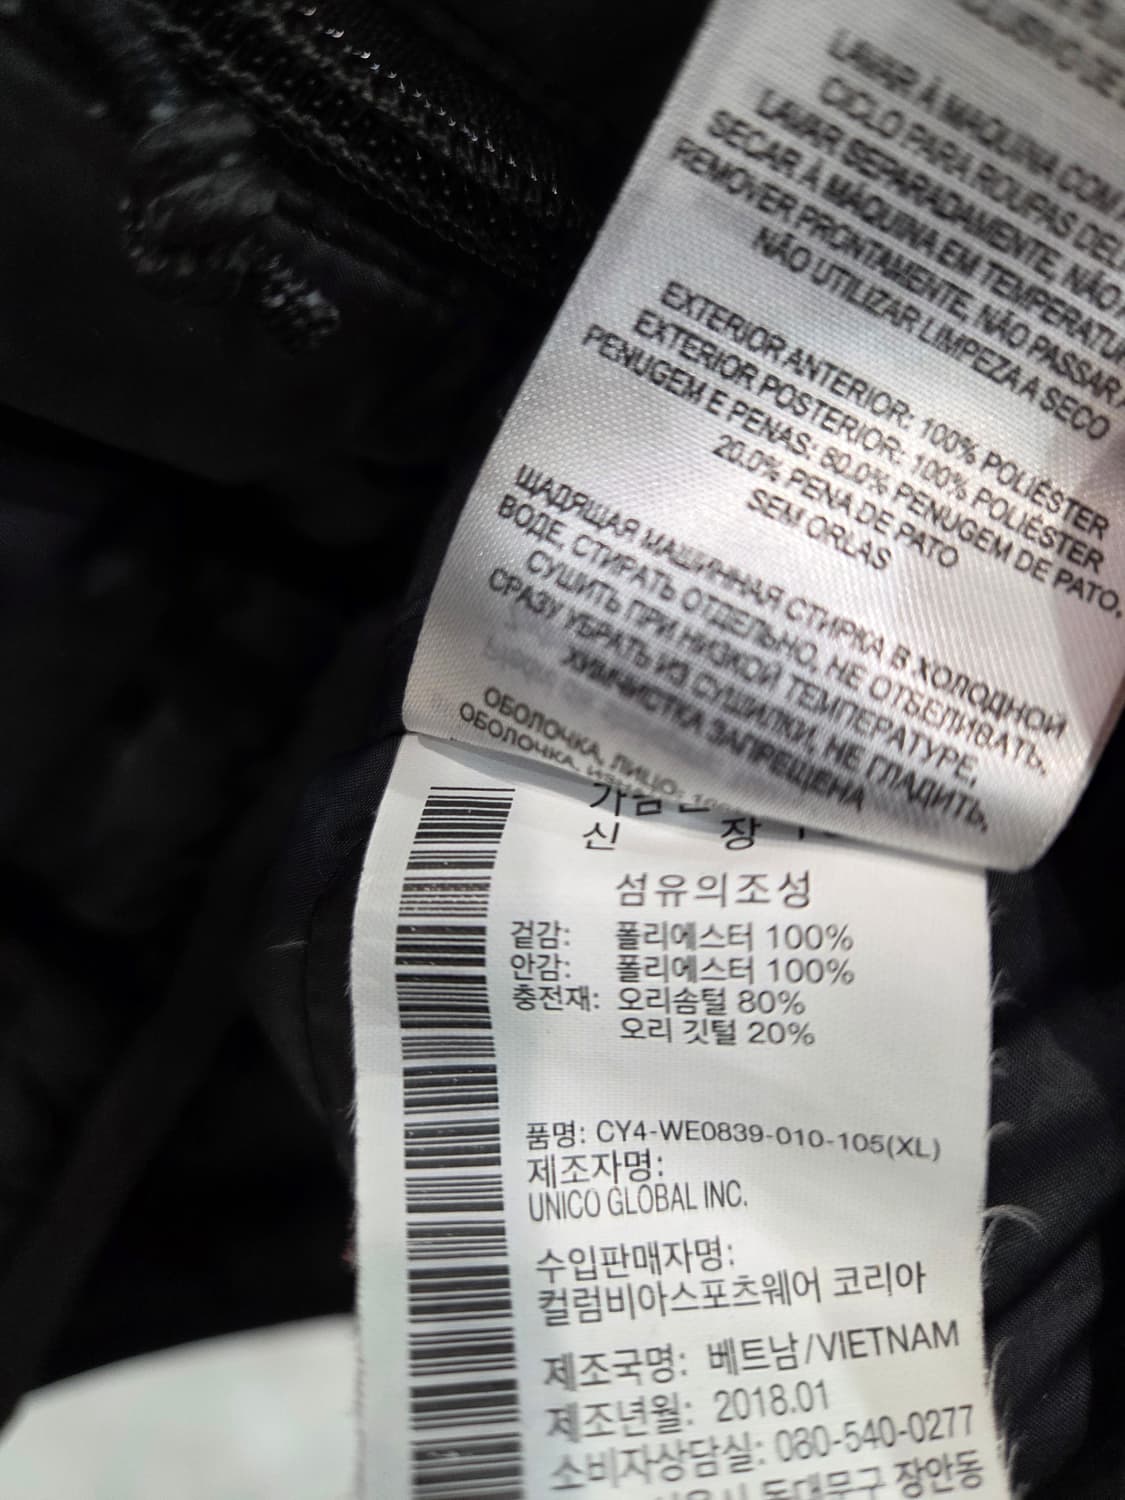 LAVAR À MÁQUINA COM
CICLO PARA ROUPAS DEL
LAVAR SEPARADAMENTE, NÃO
SECAR À MÁQUINA EM TEMPERATU
REMOVER PRONTAMENTE, NÃO PASSAR A
NÃO UTILIZAR LIMPEZA A SECO
EXTERIOR ANTERIOR: 100% POLIÉSTER
EXTERIOR POSTERIOR: 100% POLIÉSTER
PENUGEM E PENAS: 80.0% PENUGEM DE PATO,
20.0% PENA DE PATO
SEM ORLAS
ЩАДЯЩАЯ МАШИННАЯ СТИРКА В ХОЛОДНОЙ
ВОДЕ, СТИРАТЬ ОТДЕЛЬНО, НЕ ОТБЕЛИВАТЬ,
СУШИТЬ ПРИ НИЗКОЙ ТЕМПЕРАТУРЕ,
СРАЗУ УБРАТЬ ИЗ СУШИЛКИ, НЕ ГЛАДИТЬ,
ХИМЧИСТКА ЗАПРЕЩЕНА
ОБОЛОЧКА, ЛИЦО:
ОБОЛОЧКА,
신 장
섬유의조성
겉감: 폴리에스터 100%
안감: 폴리에스터 100%
충전재: 오리솜털 80%
오리 깃털 20%
품명: CY4-WE0839-010-105(XL)
제조자명:
UNICO GLOBAL INC.
수입판매자명:
컬럼비아스포츠웨어 코리아
제조국명: 베트남/VIETNAM
제조년월: 2018.01
소비자상담실: 080-540-0277
동대문구 장안동